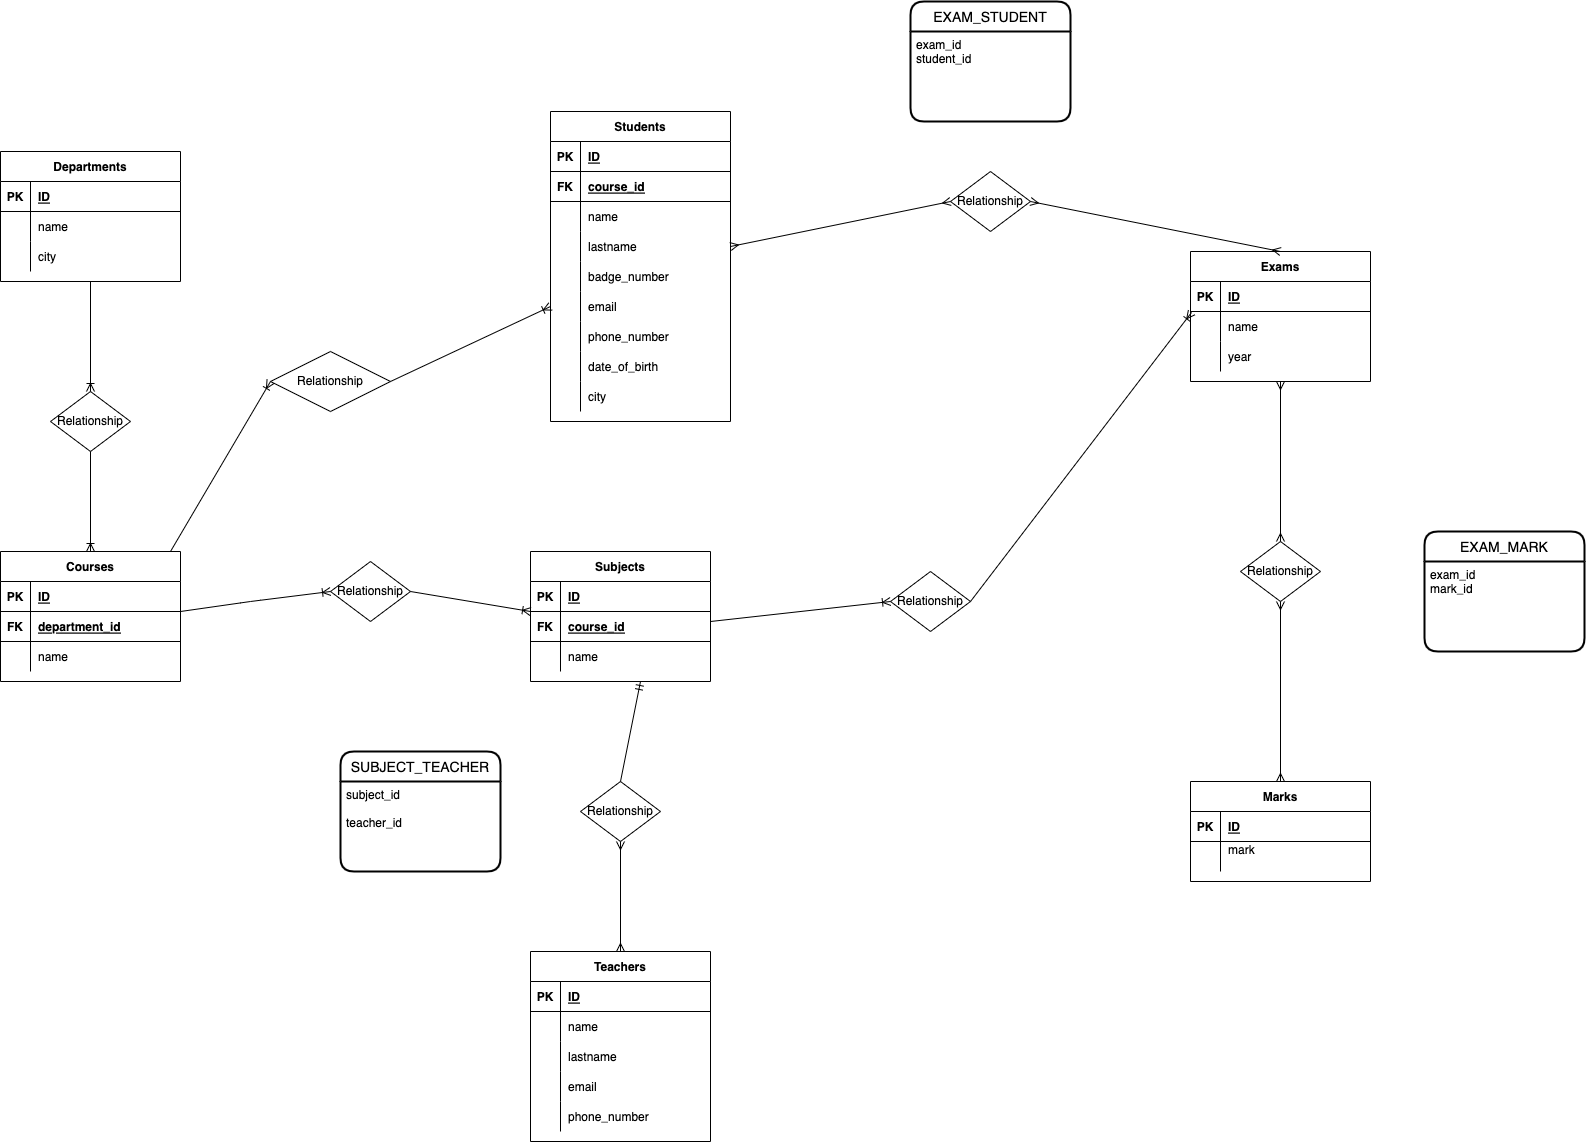 EXAM_STUDENT
exam_id
student_id
Students
PK ID
FK course_id
name
lastname
badge_number
email
phone_number
date_of_birth
city
Departments
PK ID
name
city
Relationship
Exams
PK ID
name
year
Relationship
Relationship
Courses
PK ID
FK department_id
name
Relationship
Subjects
PK ID
FK course_id
name
Relationship
Relationship
EXAM_MARK
exam_id
mark_id
SUBJECT_TEACHER
subject_id
teacher_id
Relationship
Marks
PK ID
mark
Teachers
PK ID
name
lastname
email
phone_number